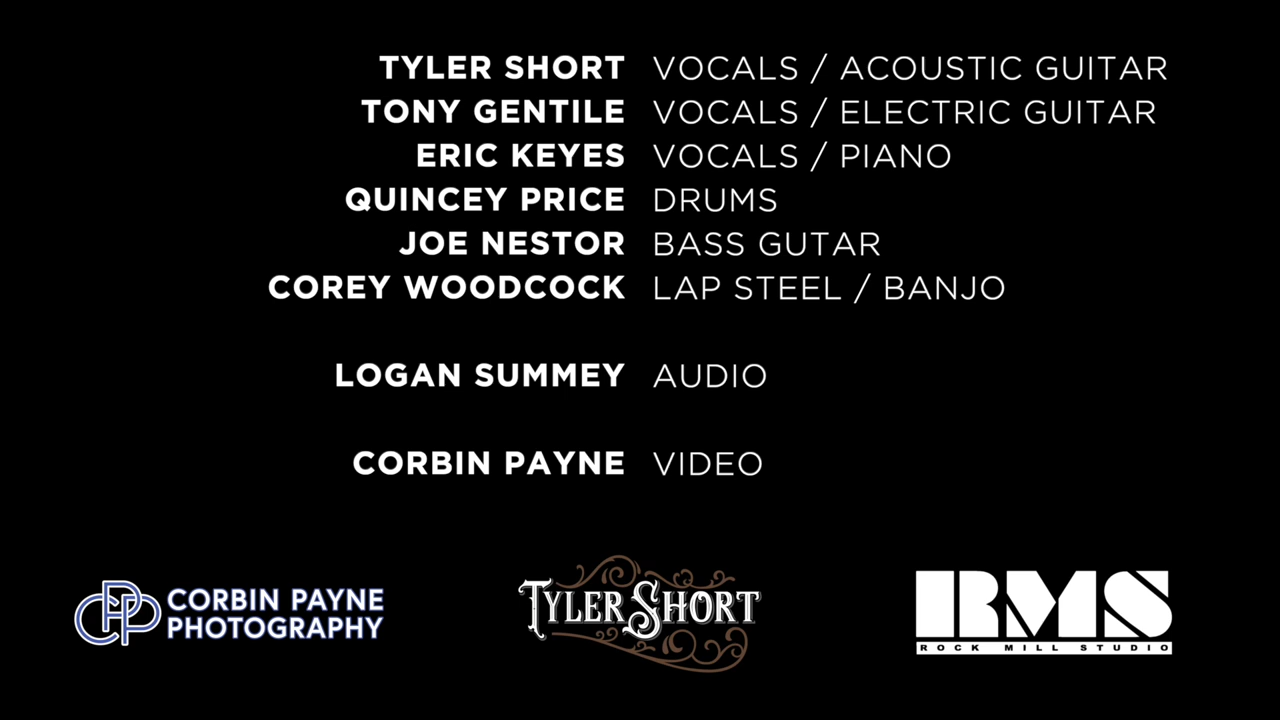 TYLER SHORT VOCALS / ACOUSTIC GUITAR
TONY GENTILE VOCALS / ELECTRIC GUITAR
ERIC KEYES VOCALS / PIANO
QUINCEY PRICE DRUMS
JOE NESTOR BASS GUTAR
COREY WOODCOCK LAP STEEL / BANJO
LOGAN SUMMEY AUDIO
CORBIN PAYNE VIDEO
CPP CORBIN PAYNE
PHOTOGRAPHY
TYLER SHORT
RMS
ROCK MILL STUDIO